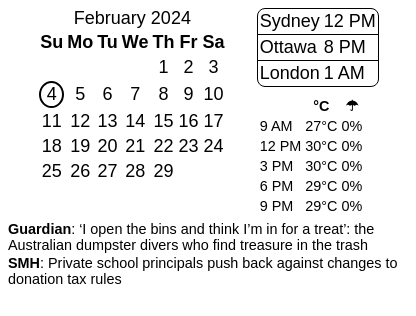 February 2024
Su Mo Tu We Th Fr Sa
1 2 3
4 5 6 7 8 9 10
11 12 13 14 15 16 17
18 19 20 21 22 23 24
25 26 27 28 29
Sydney 12 PM
Ottawa 8 PM
London 1 AM
°C ☂
9 AM 27°C 0%
12 PM 30°C 0%
3 PM 30°C 0%
6 PM 29°C 0%
9 PM 29°C 0%
Guardian: ‘I open the bins and think I’m in for a treat’: the
Australian dumpster divers who find treasure in the trash
SMH: Private school principals push back against changes to
donation tax rules